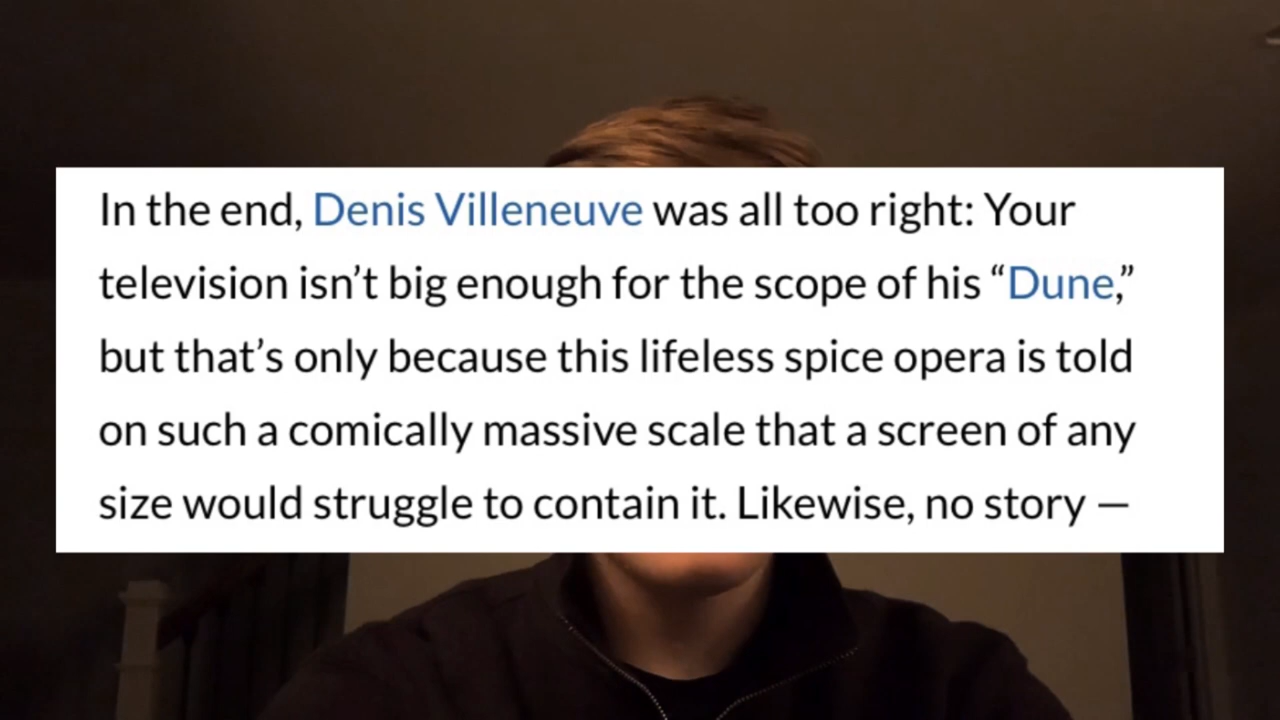 In the end, Denis Villeneuve was all too right: Your
television isn’t big enough for the scope of his “Dune,”
but that’s only because this lifeless spice opera is told
on such a comically massive scale that a screen of any
size would struggle to contain it. Likewise, no story —